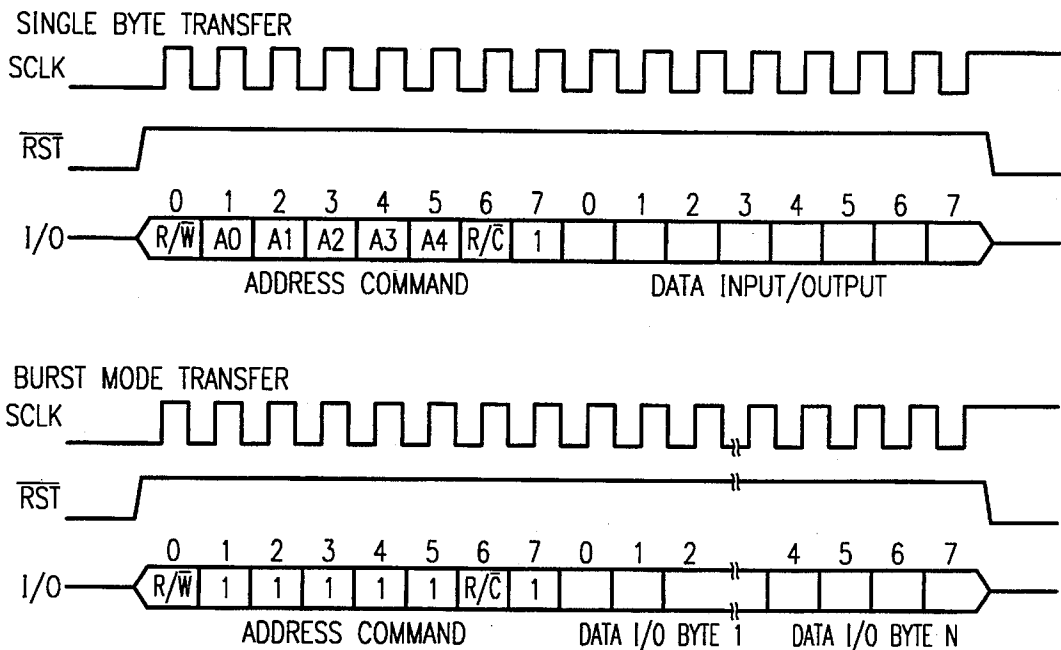 SINGLE BYTE TRANSFER
SCLK
R̅S̅T̅
0 1 2 3 4 5 6 7 0 1 2 3 4 5 6 7
I/O R/W̅ A0 A1 A2 A3 A4 R/C̅ 1
ADDRESS COMMAND DATA INPUT/OUTPUT
BURST MODE TRANSFER
SCLK
R̅S̅T̅
0 1 2 3 4 5 6 7 0 1 2 4 5 6 7
I/O R/W̅ 1 1 1 1 1 R/C̅ 1
ADDRESS COMMAND DATA I/O BYTE 1 DATA I/O BYTE N